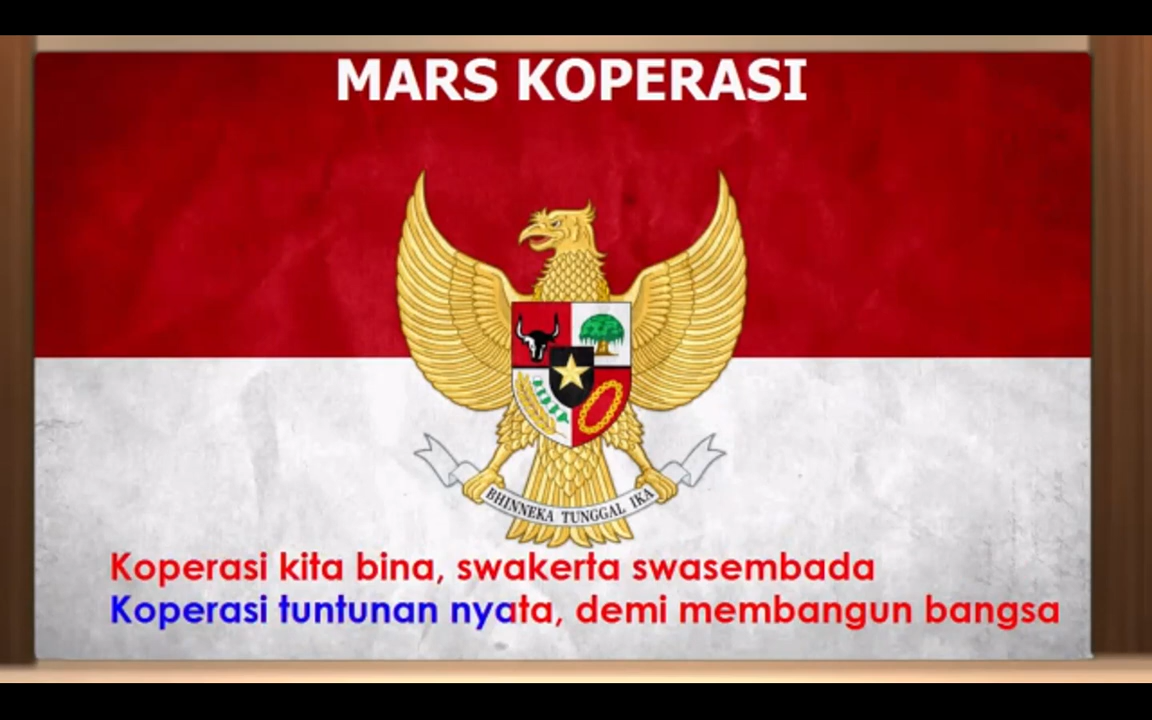 MARS KOPERASI
BHINNEKA TUNGGAL IKA
Koperasi kita bina, swakerta swasembada
Koperasi tuntunan nyata, demi membangun bangsa